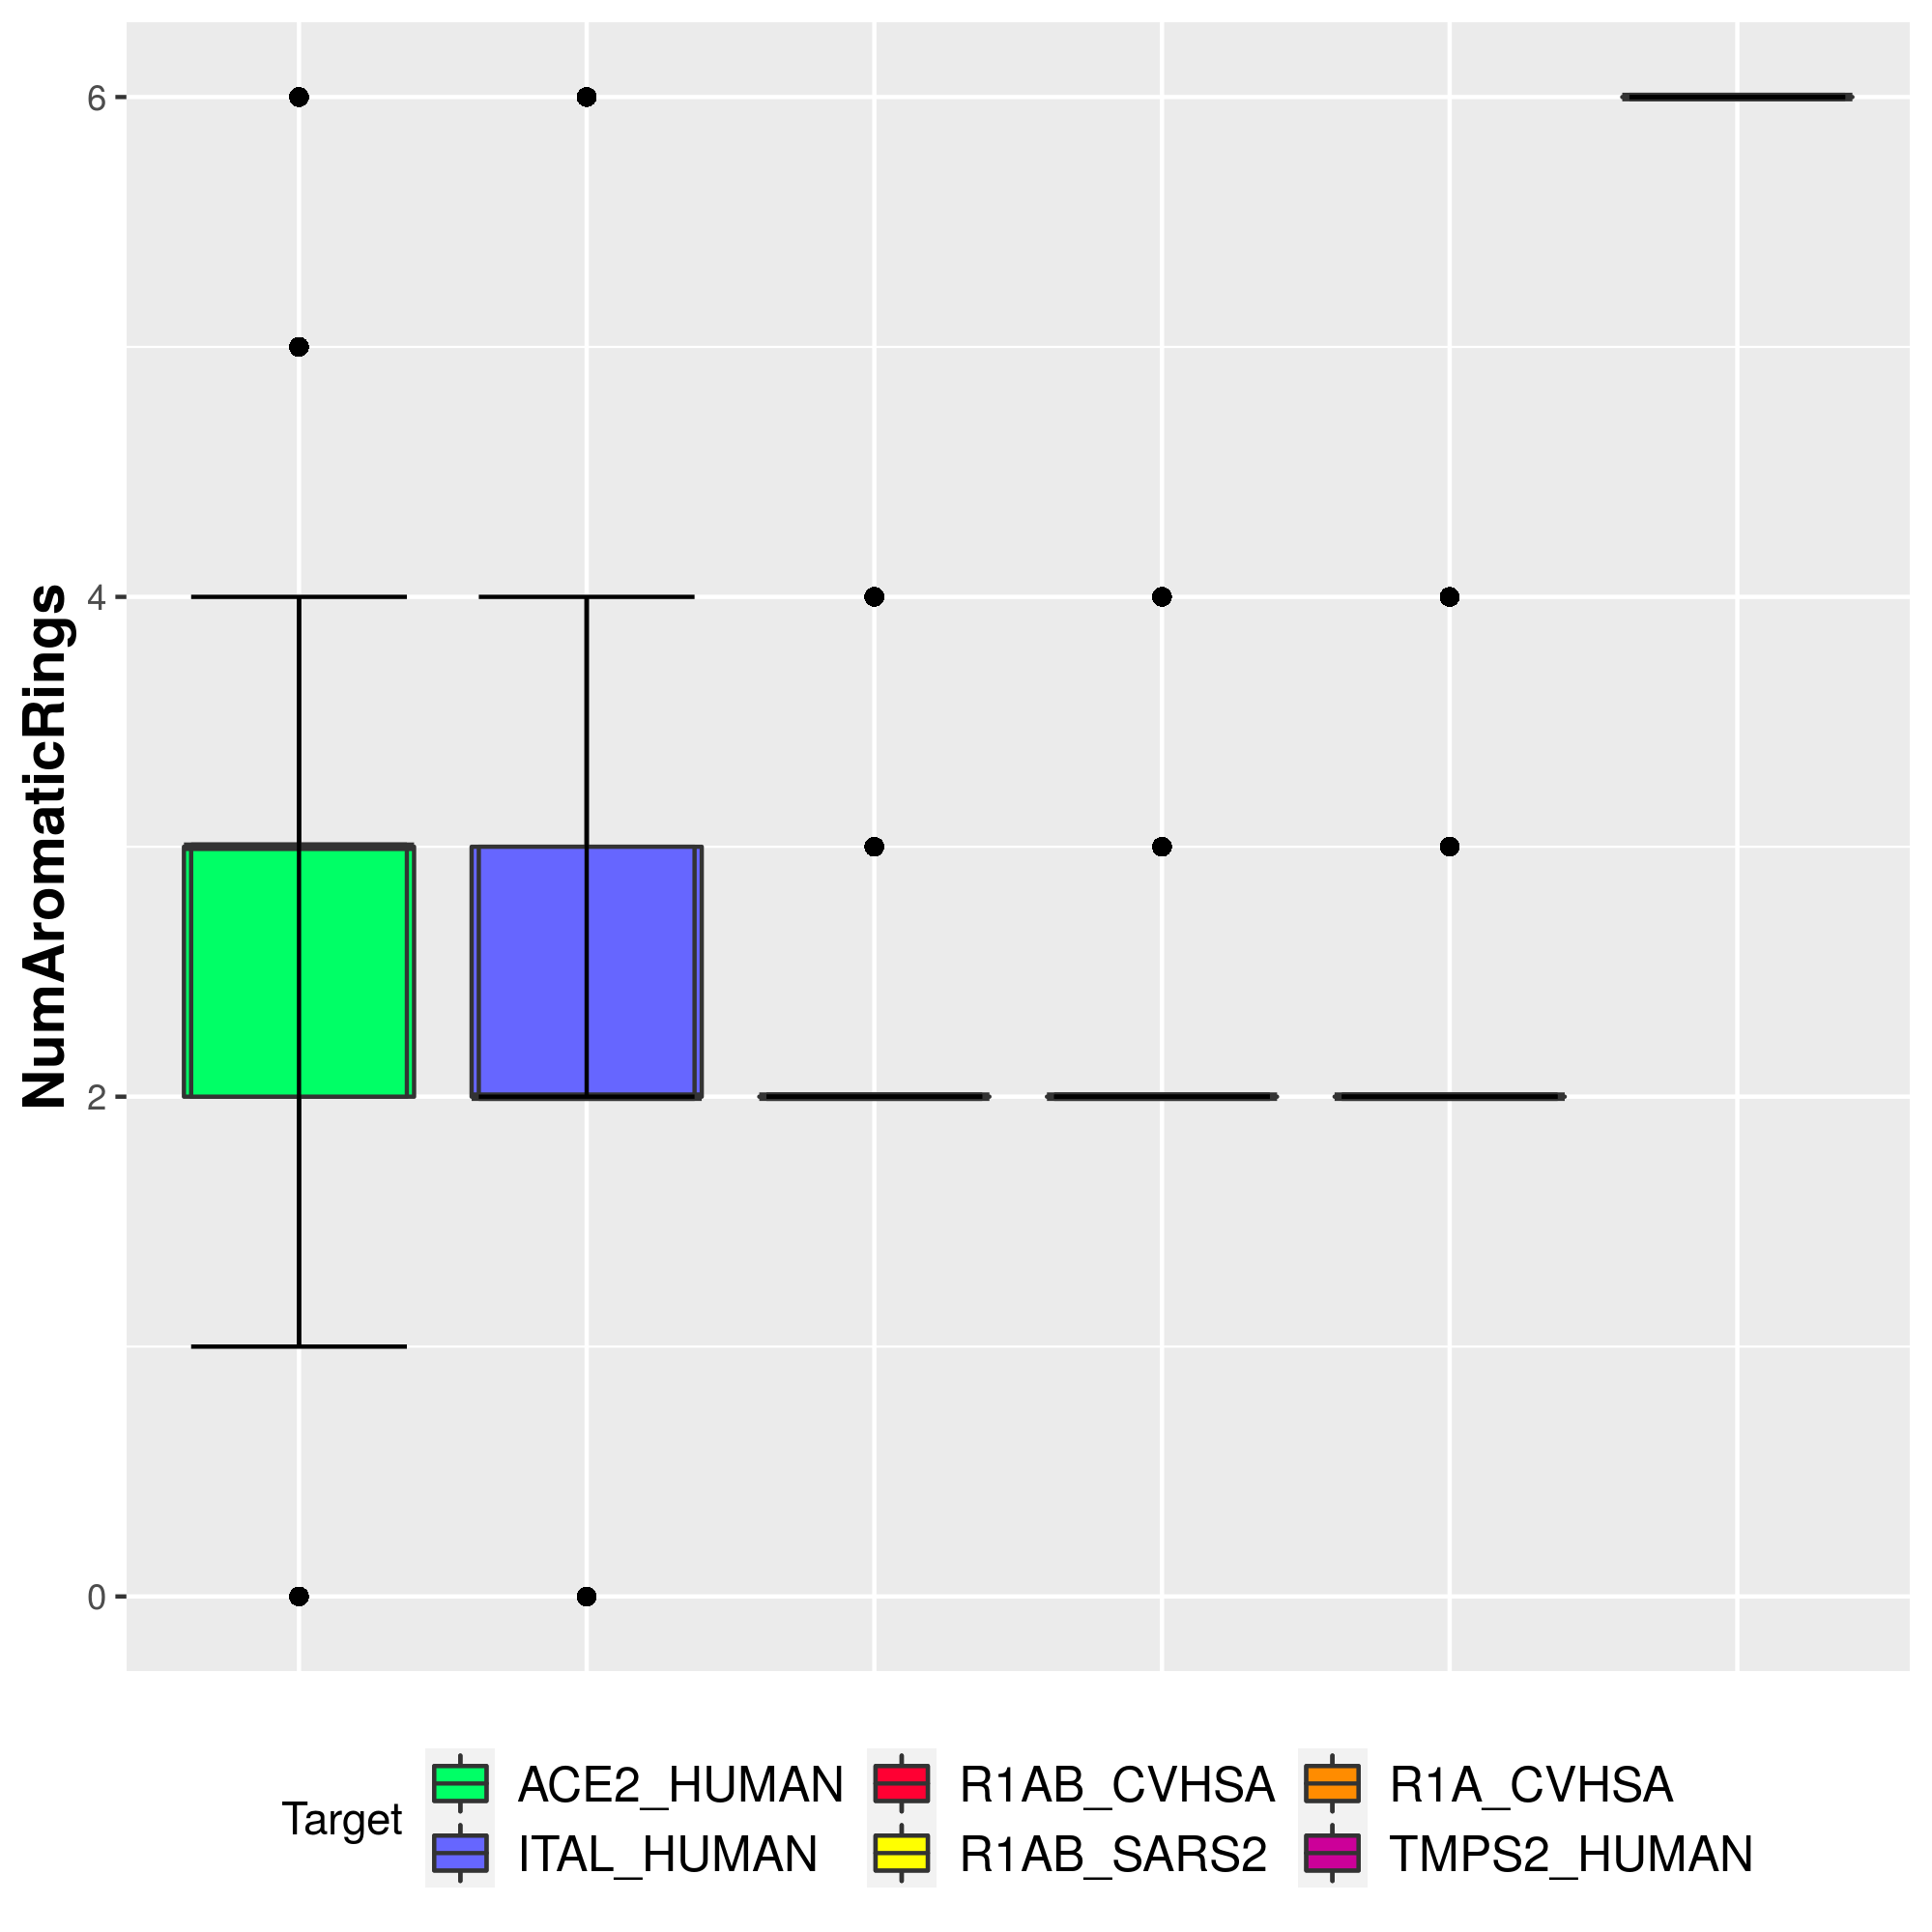 NumAromaticRings
6
4
2
0
Target
ACE2_HUMAN R1AB_CVHSA R1A_CVHSA
ITAL_HUMAN R1AB_SARS2 TMPS2_HUMAN